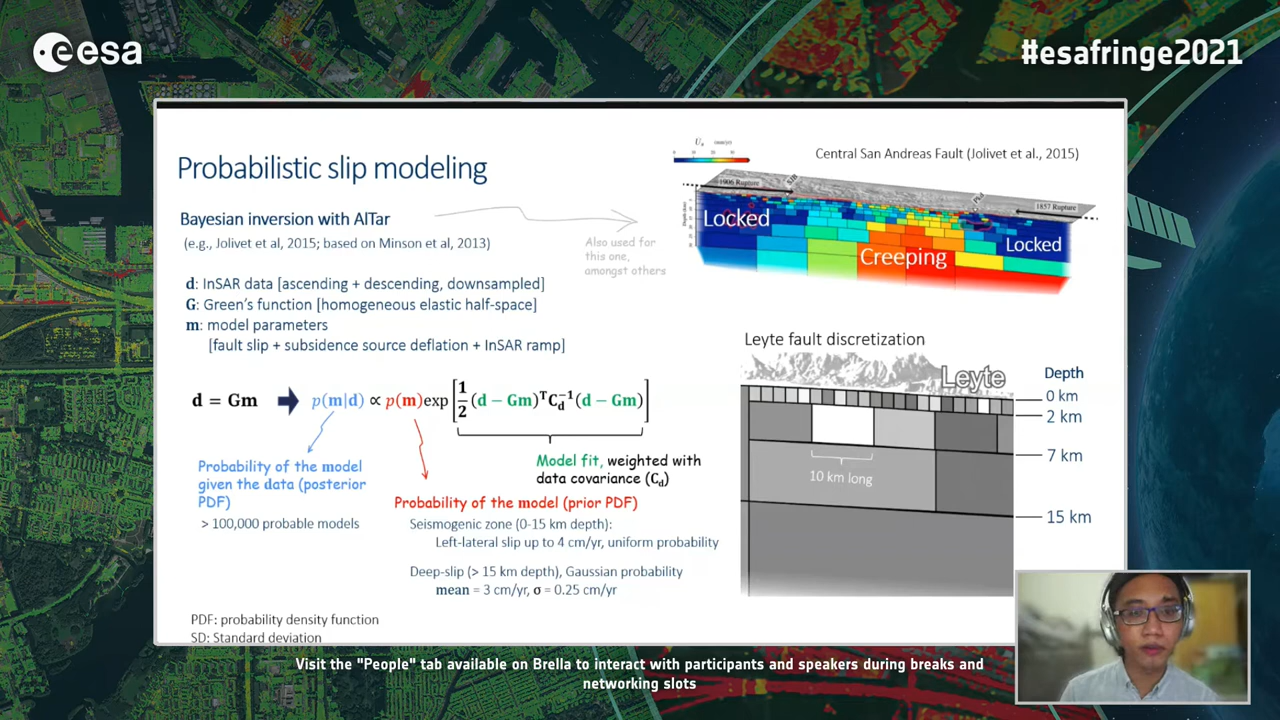 esa
#esafringe2021
Probabilistic slip modeling
Bayesian inversion with AlTar
(e.g., Jolivet et al, 2015; based on Minson et al, 2013)
Also used for
this one,
amongst others
d: InSAR data [ascending + descending, downsampled]
G: Green's function [homogeneous elastic half-space]
m: model parameters
[fault slip + subsidence source deflation + InSAR ramp]
d = Gm
p(m|d) ∝ p(m)exp[1/2 (d – Gm)ᵀC_d⁻¹(d – Gm)]
Probability of the model
given the data (posterior
PDF)
> 100,000 probable models
Model fit, weighted with
data covariance (C_d)
Probability of the model (prior PDF)
Seismogenic zone (0-15 km depth):
Left-lateral slip up to 4 cm/yr, uniform probability
Deep-slip (> 15 km depth), Gaussian probability
mean = 3 cm/yr, σ = 0.25 cm/yr
PDF: probability density function
SD: Standard deviation
Central San Andreas Fault (Jolivet et al., 2015)
1906 Rupture
1857 Rupture
Locked
Creeping
Locked
Leyte fault discretization
Leyte
Depth
0 km
2 km
7 km
15 km
10 km long
Visit the "People" tab available on Brella to interact with participants and speakers during breaks and
networking slots